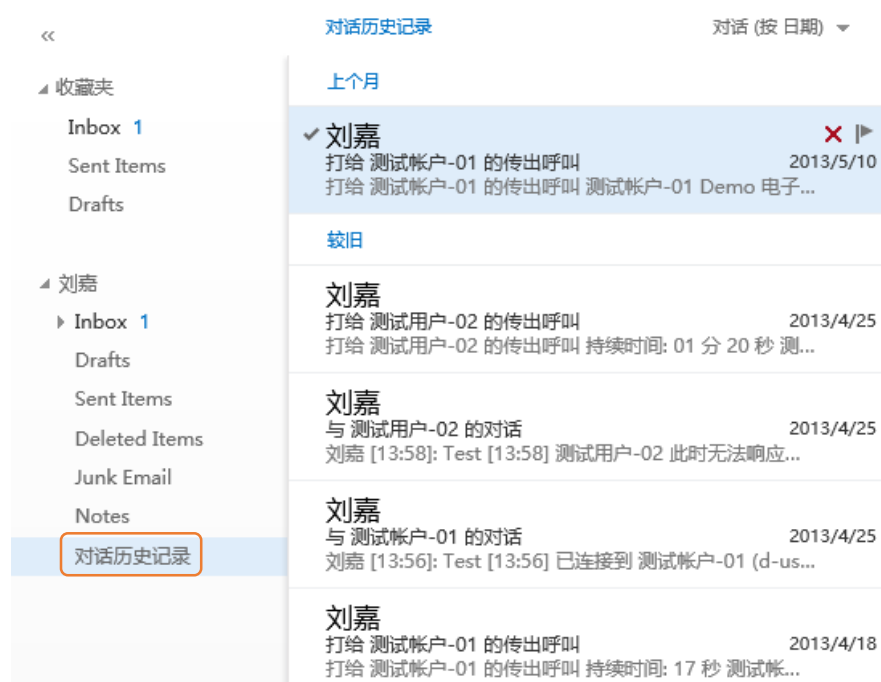 «
收藏夹
Inbox 1
Sent Items
Drafts
刘嘉
Inbox 1
Drafts
Sent Items
Deleted Items
Junk Email
Notes
对话历史记录
对话历史记录
对话 (按 日期)
上个月
刘嘉
打给 测试帐户-01 的传出呼叫 2013/5/10
打给 测试帐户-01 的传出呼叫 测试帐户-01 Demo 电子...
较旧
刘嘉
打给 测试用户-02 的传出呼叫 2013/4/25
打给 测试用户-02 的传出呼叫 持续时间: 01 分 20 秒 测...
刘嘉
与 测试用户-02 的对话 2013/4/25
刘嘉 [13:58]: Test [13:58] 测试用户-02 此时无法响应...
刘嘉
与 测试帐户-01 的对话 2013/4/25
刘嘉 [13:56]: Test [13:56] 已连接到 测试帐户-01 (d-us...
刘嘉
打给 测试帐户-01 的传出呼叫 2013/4/18
打给 测试帐户-01 的传出呼叫 持续时间: 17 秒 测试帐...